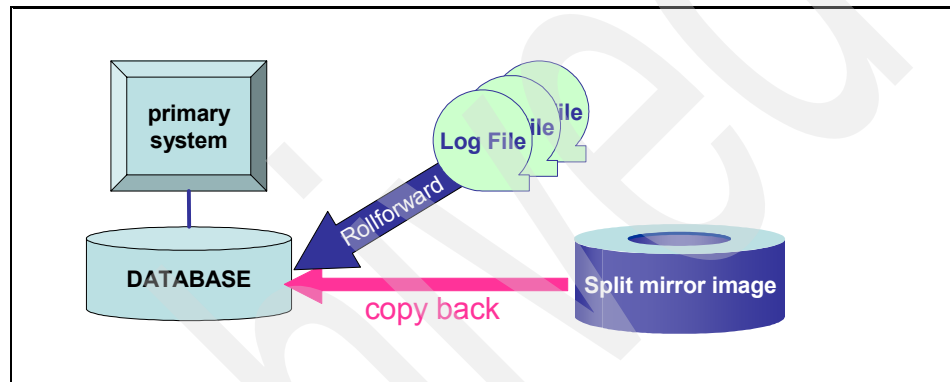 primary
system
Log File
ile
ile
Rollforward
DATABASE
Split mirror image
copy back